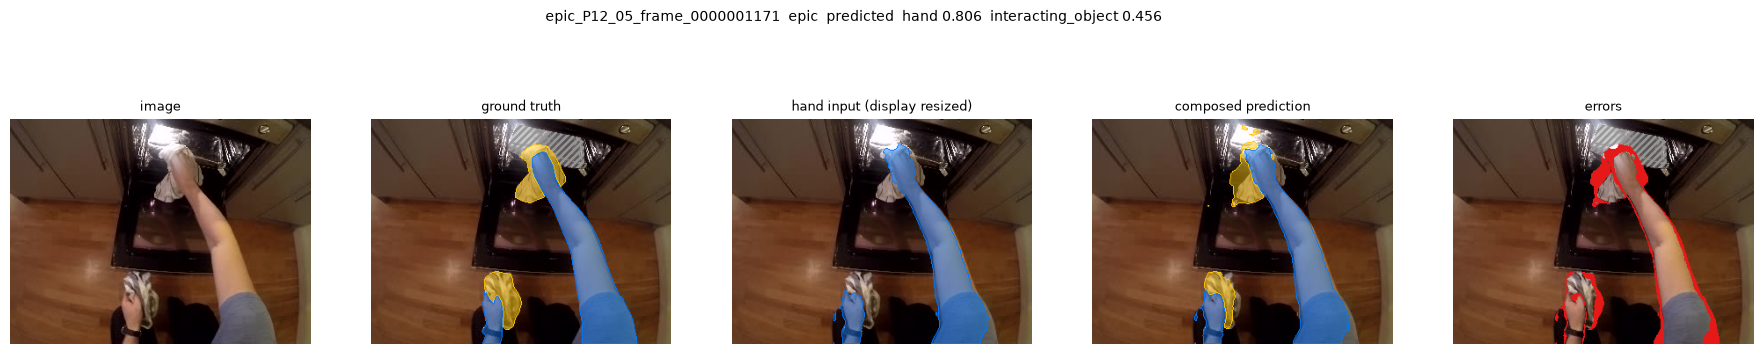 epic_P12_05_frame_0000001171  epic  predicted  hand 0.806  interacting_object 0.456
image
ground truth
hand input (display resized)
composed prediction
errors